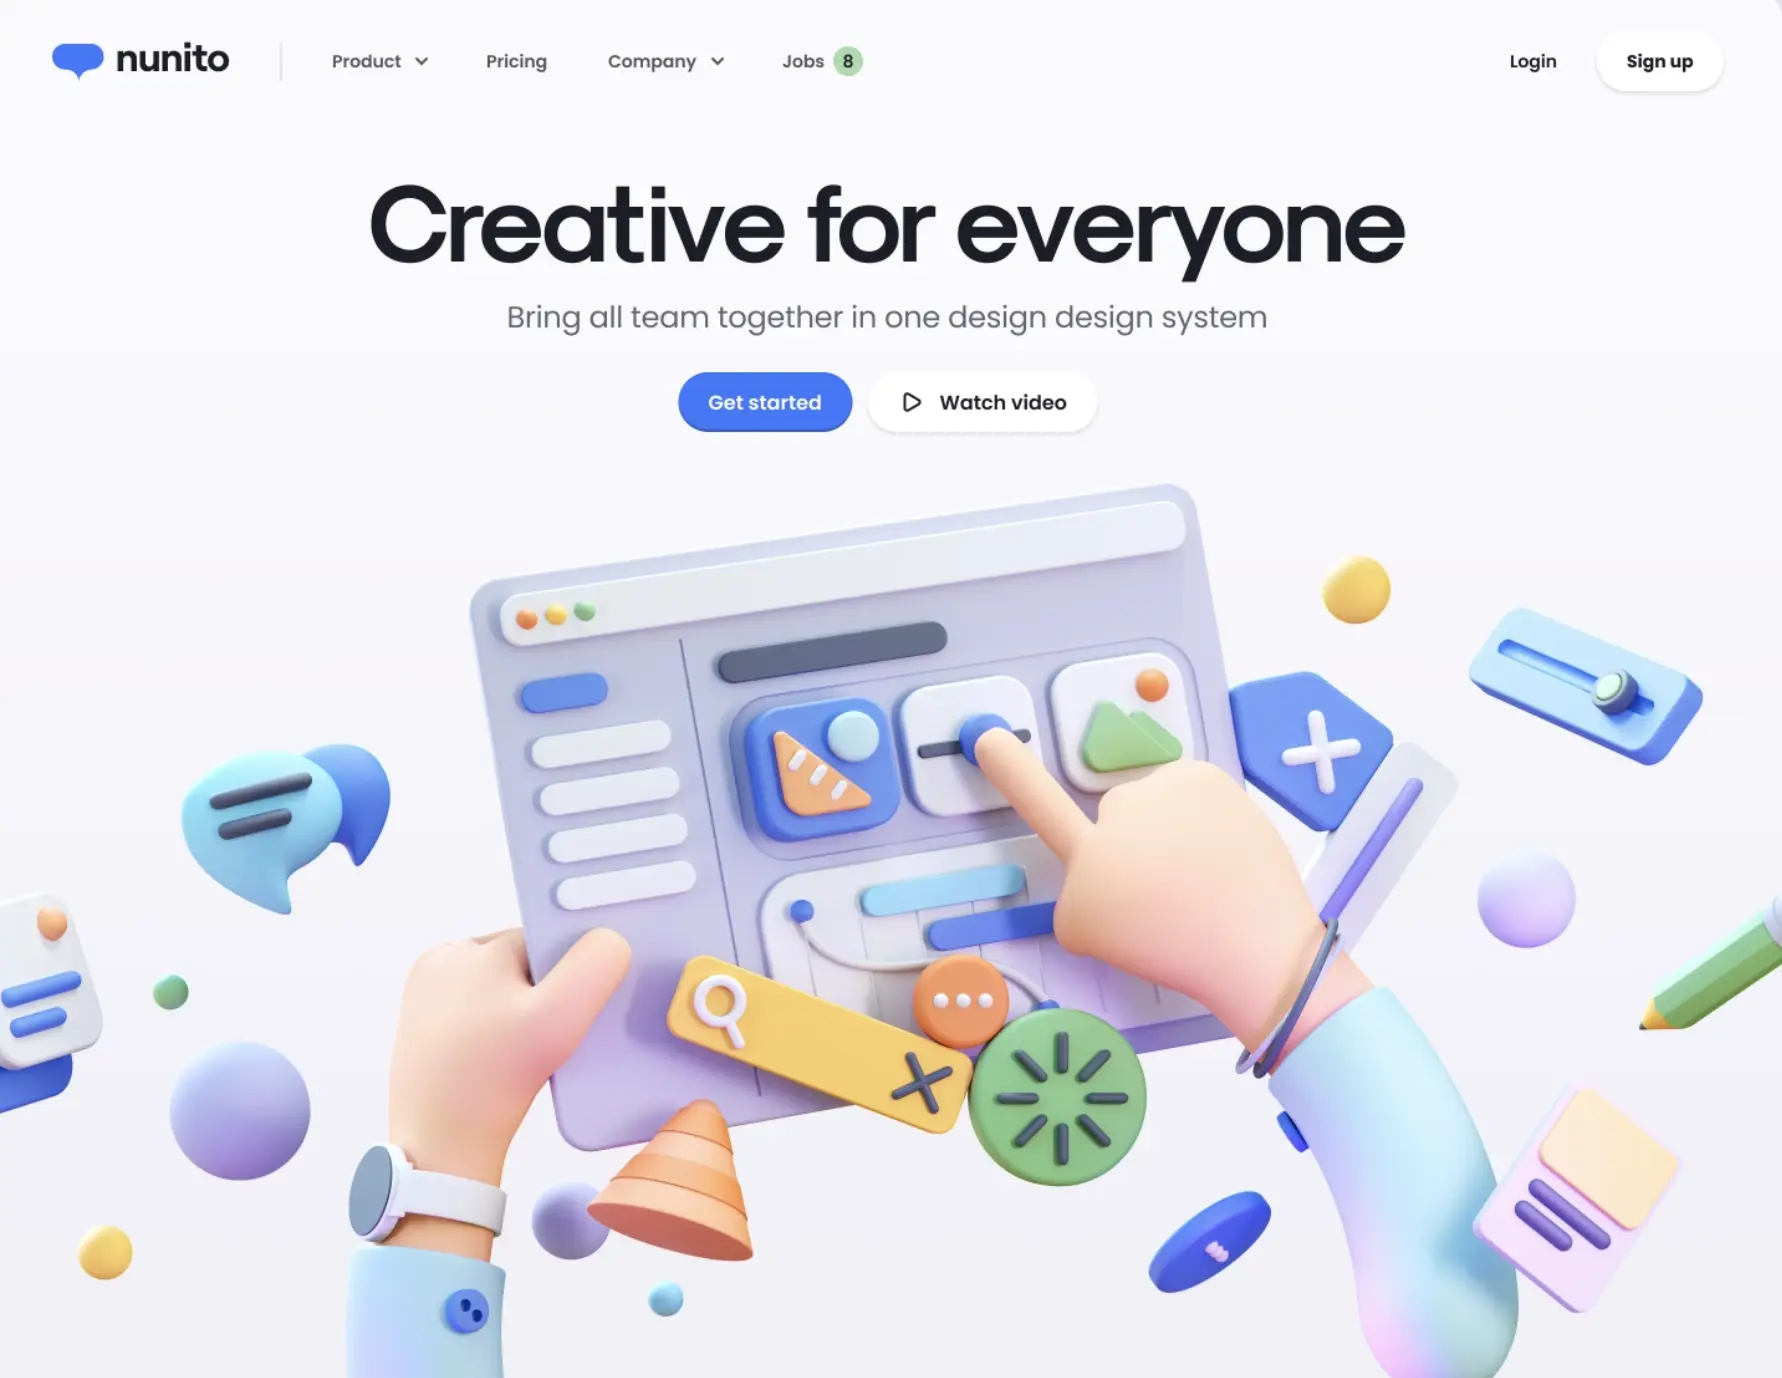 nunito
Product
Pricing
Company
Jobs 8
Login
Sign up
Creative for everyone
Bring all team together in one design design system
Get started
Watch video